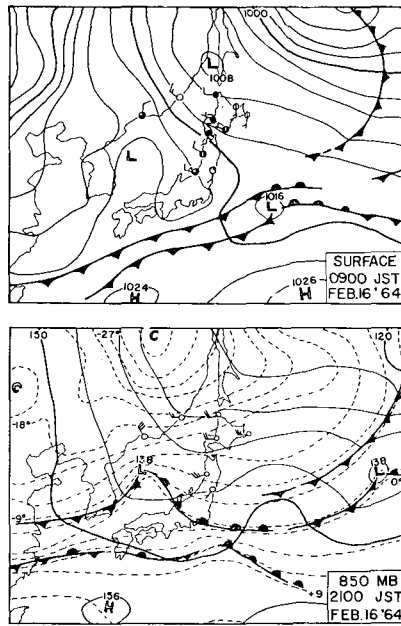 1000
L
1008
L
1016
L
1024
H
1026
H
SURFACE
0900 JST
FEB.16'64
150
-27°
C
120
C
-18°
138
L
138
L
0°
-9°
136
H
+9
850 MB
2100 JST
FEB.16'64